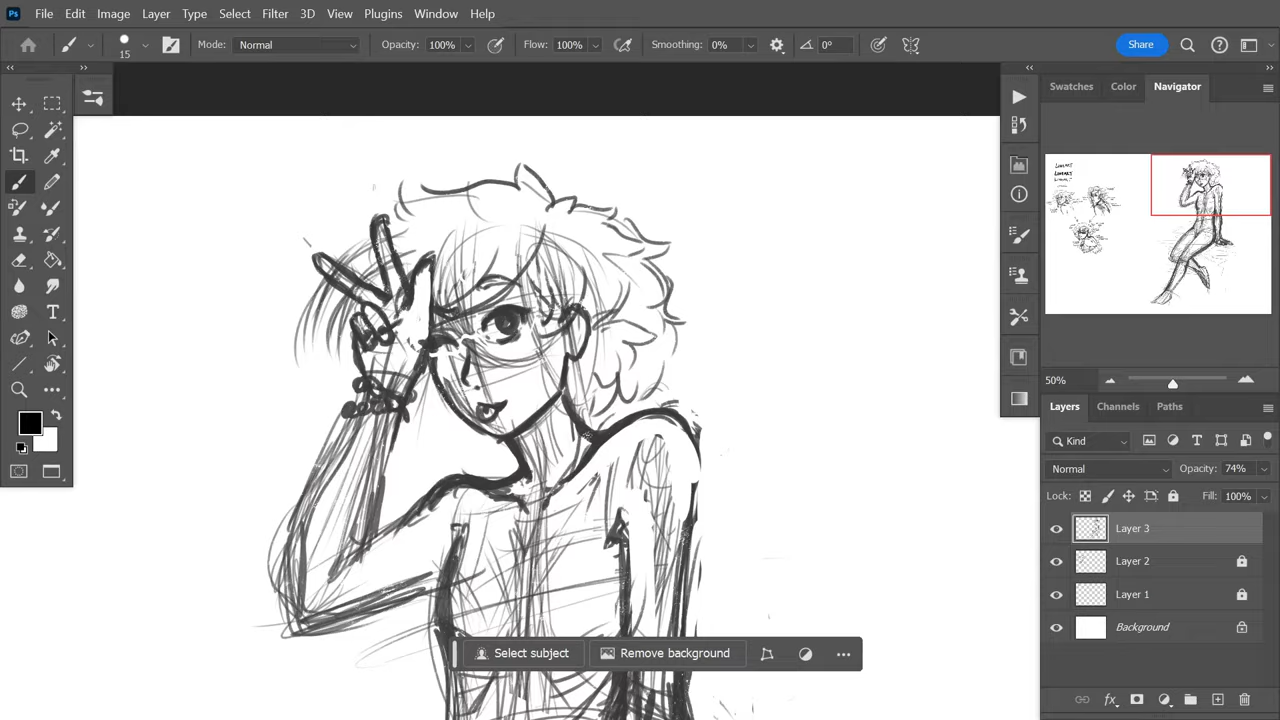 Ps File Edit Image Layer Type Select Filter 3D View Plugins Window Help
15 Mode: Normal Opacity: 100% Flow: 100% Smoothing: 0% 0° Share
Swatches Color Navigator
50%
Layers Channels Paths
Kind
Normal Opacity: 74%
Lock: Fill: 100%
Layer 3
Layer 2
Layer 1
Background
Select subject Remove background